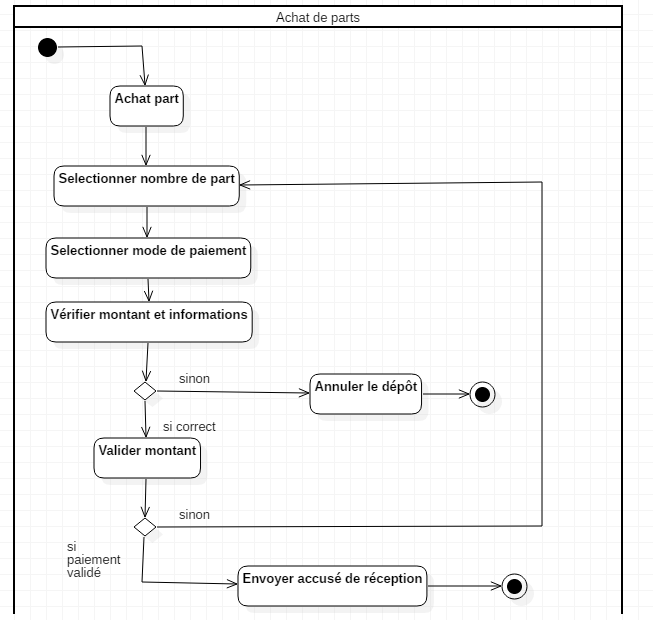 Achat de parts
Achat part
Selectionner nombre de part
Selectionner mode de paiement
Vérifier montant et informations
sinon
Annuler le dépôt
si correct
Valider montant
sinon
si
paiement
validé
Envoyer accusé de réception